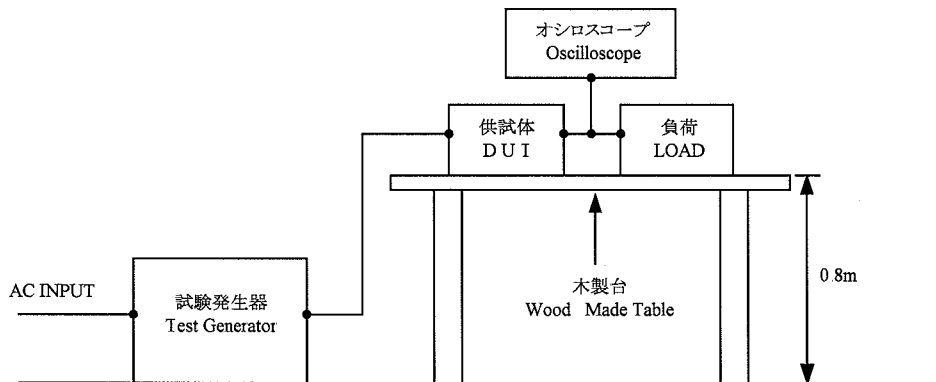 オシロスコープ
Oscilloscope
供試体
D U I
負荷
LOAD
0.8m
AC INPUT
試験発生器
Test Generator
木製台
Wood Made Table